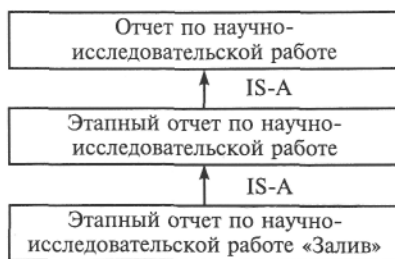 Отчет по научно-
исследовательской работе
IS-A
Этапный отчет по научно-
исследовательской работе
IS-A
Этапный отчет по научно-
исследовательской работе «Залив»